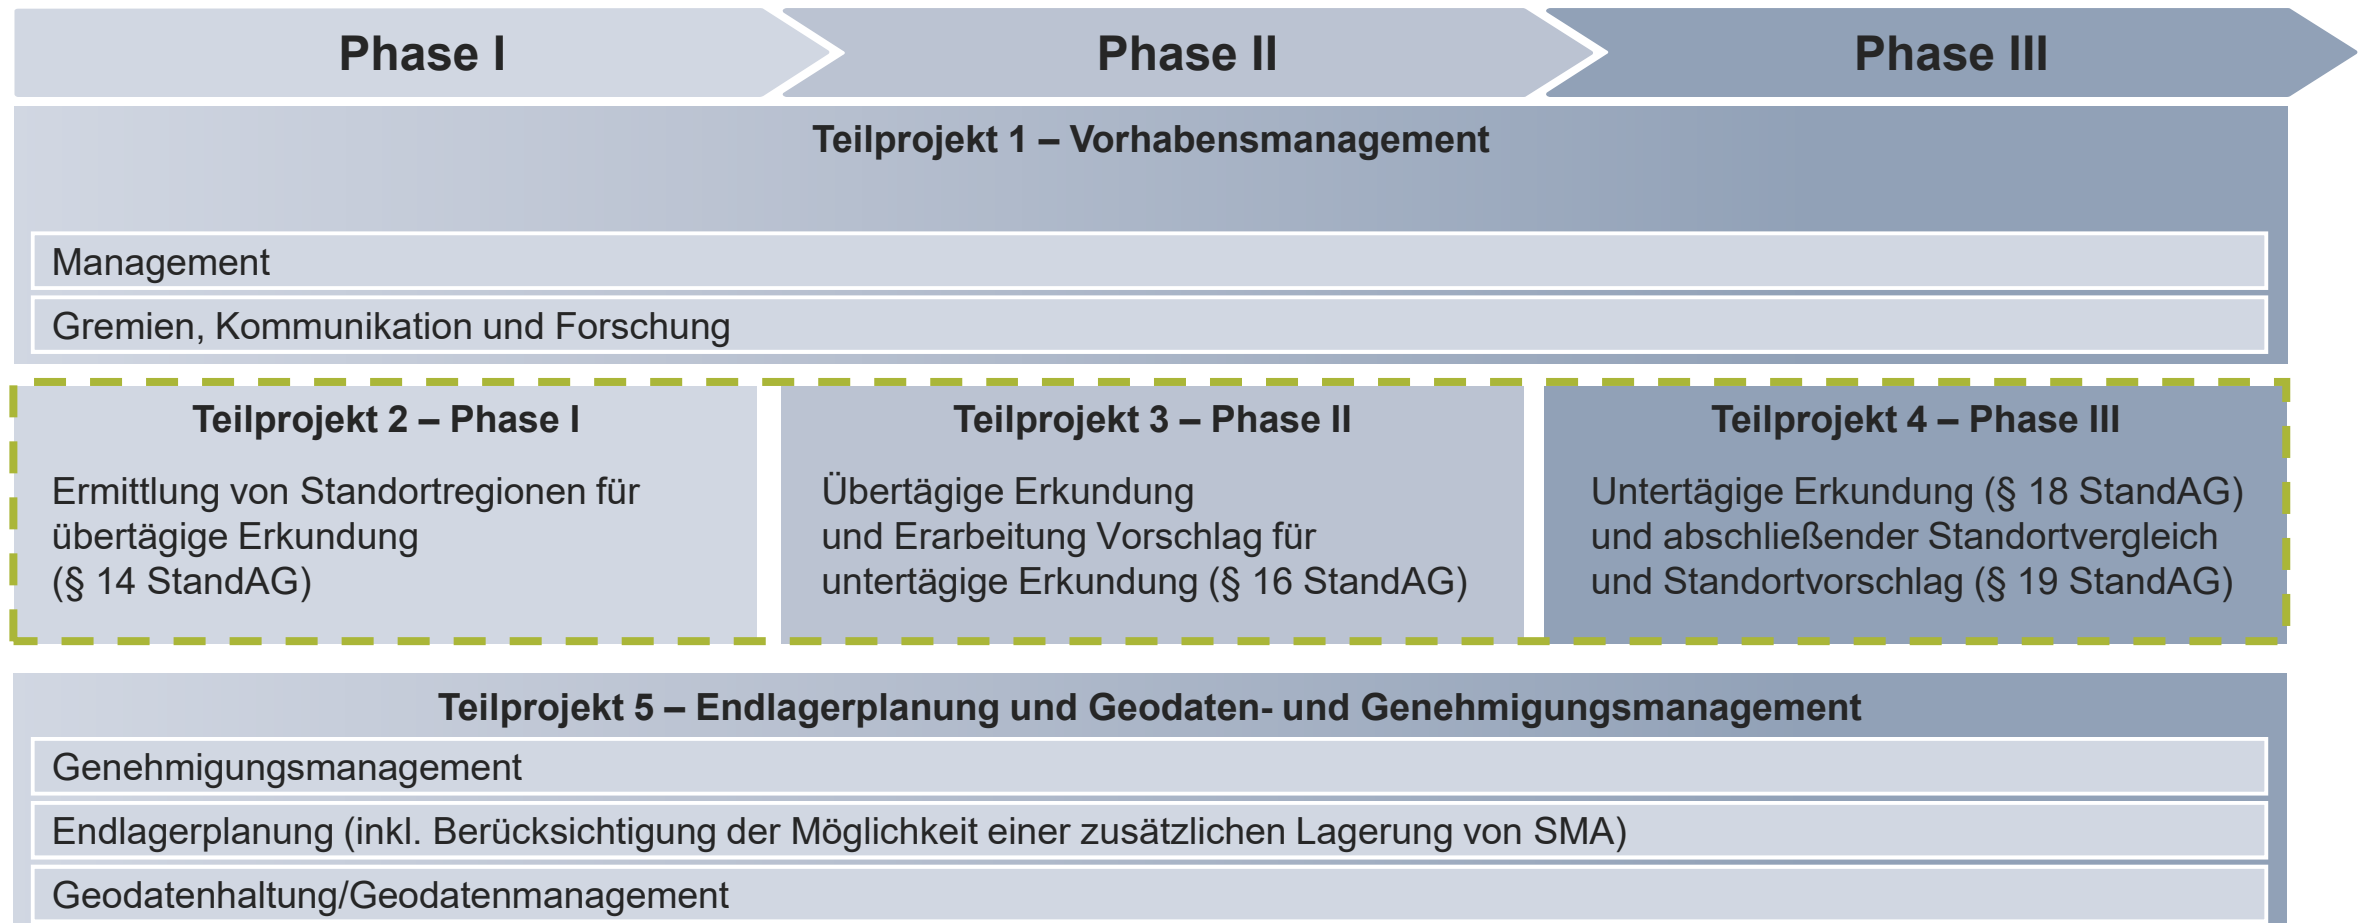 Phase I
Phase II
Phase III
Teilprojekt 1 – Vorhabensmanagement
Management
Gremien, Kommunikation und Forschung
Teilprojekt 2 – Phase I
Ermittlung von Standortregionen für
übertägige Erkundung
(§ 14 StandAG)
Teilprojekt 3 – Phase II
Übertägige Erkundung
und Erarbeitung Vorschlag für
untertägige Erkundung (§ 16 StandAG)
Teilprojekt 4 – Phase III
Untertägige Erkundung (§ 18 StandAG)
und abschließender Standortvergleich
und Standortvorschlag (§ 19 StandAG)
Teilprojekt 5 – Endlagerplanung und Geodaten- und Genehmigungsmanagement
Genehmigungsmanagement
Endlagerplanung (inkl. Berücksichtigung der Möglichkeit einer zusätzlichen Lagerung von SMA)
Geodatenhaltung/Geodatenmanagement